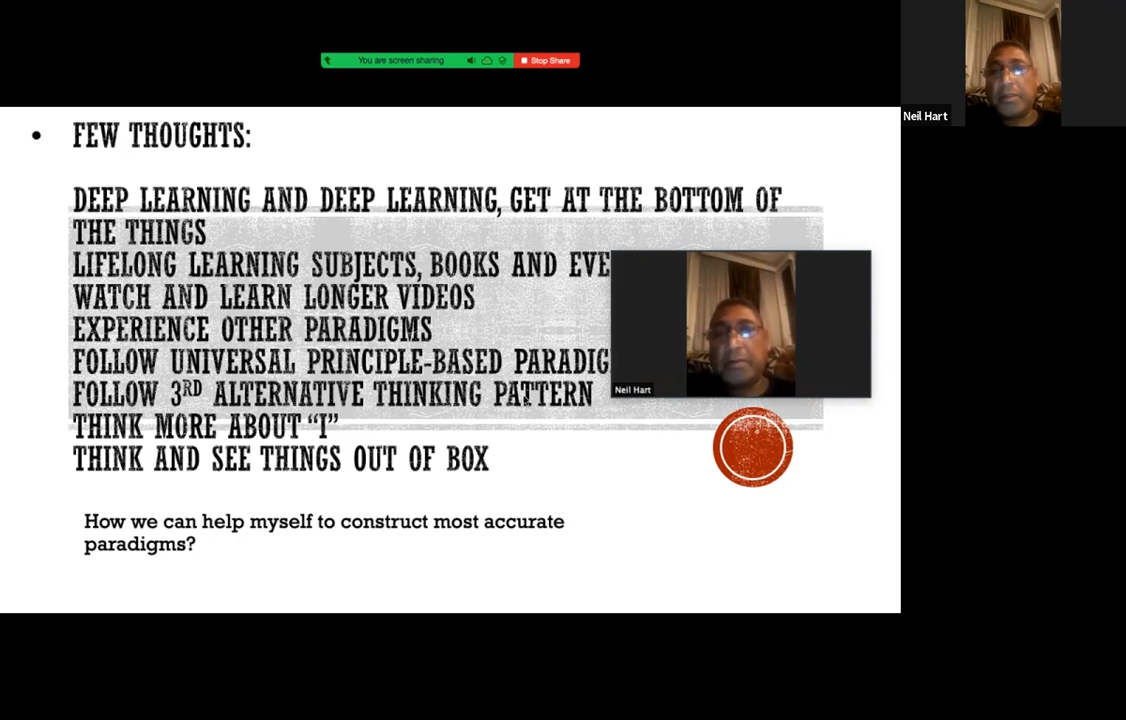 You are screen sharing
Stop Share
Neil Hart
• FEW THOUGHTS:
DEEP LEARNING AND DEEP LEARNING, GET AT THE BOTTOM OF
THE THINGS
LIFELONG LEARNING SUBJECTS, BOOKS AND
WATCH AND LEARN LONGER VIDEOS
EXPERIENCE OTHER PARADIGMS
FOLLOW UNIVERSAL PRINCIPLE-BASED
Neil Hart
FOLLOW 3RD ALTERNATIVE THINKING PATTERN
THINK MORE ABOUT “I”
THINK AND SEE THINGS OUT OF BOX
How we can help myself to construct most accurate
paradigms?